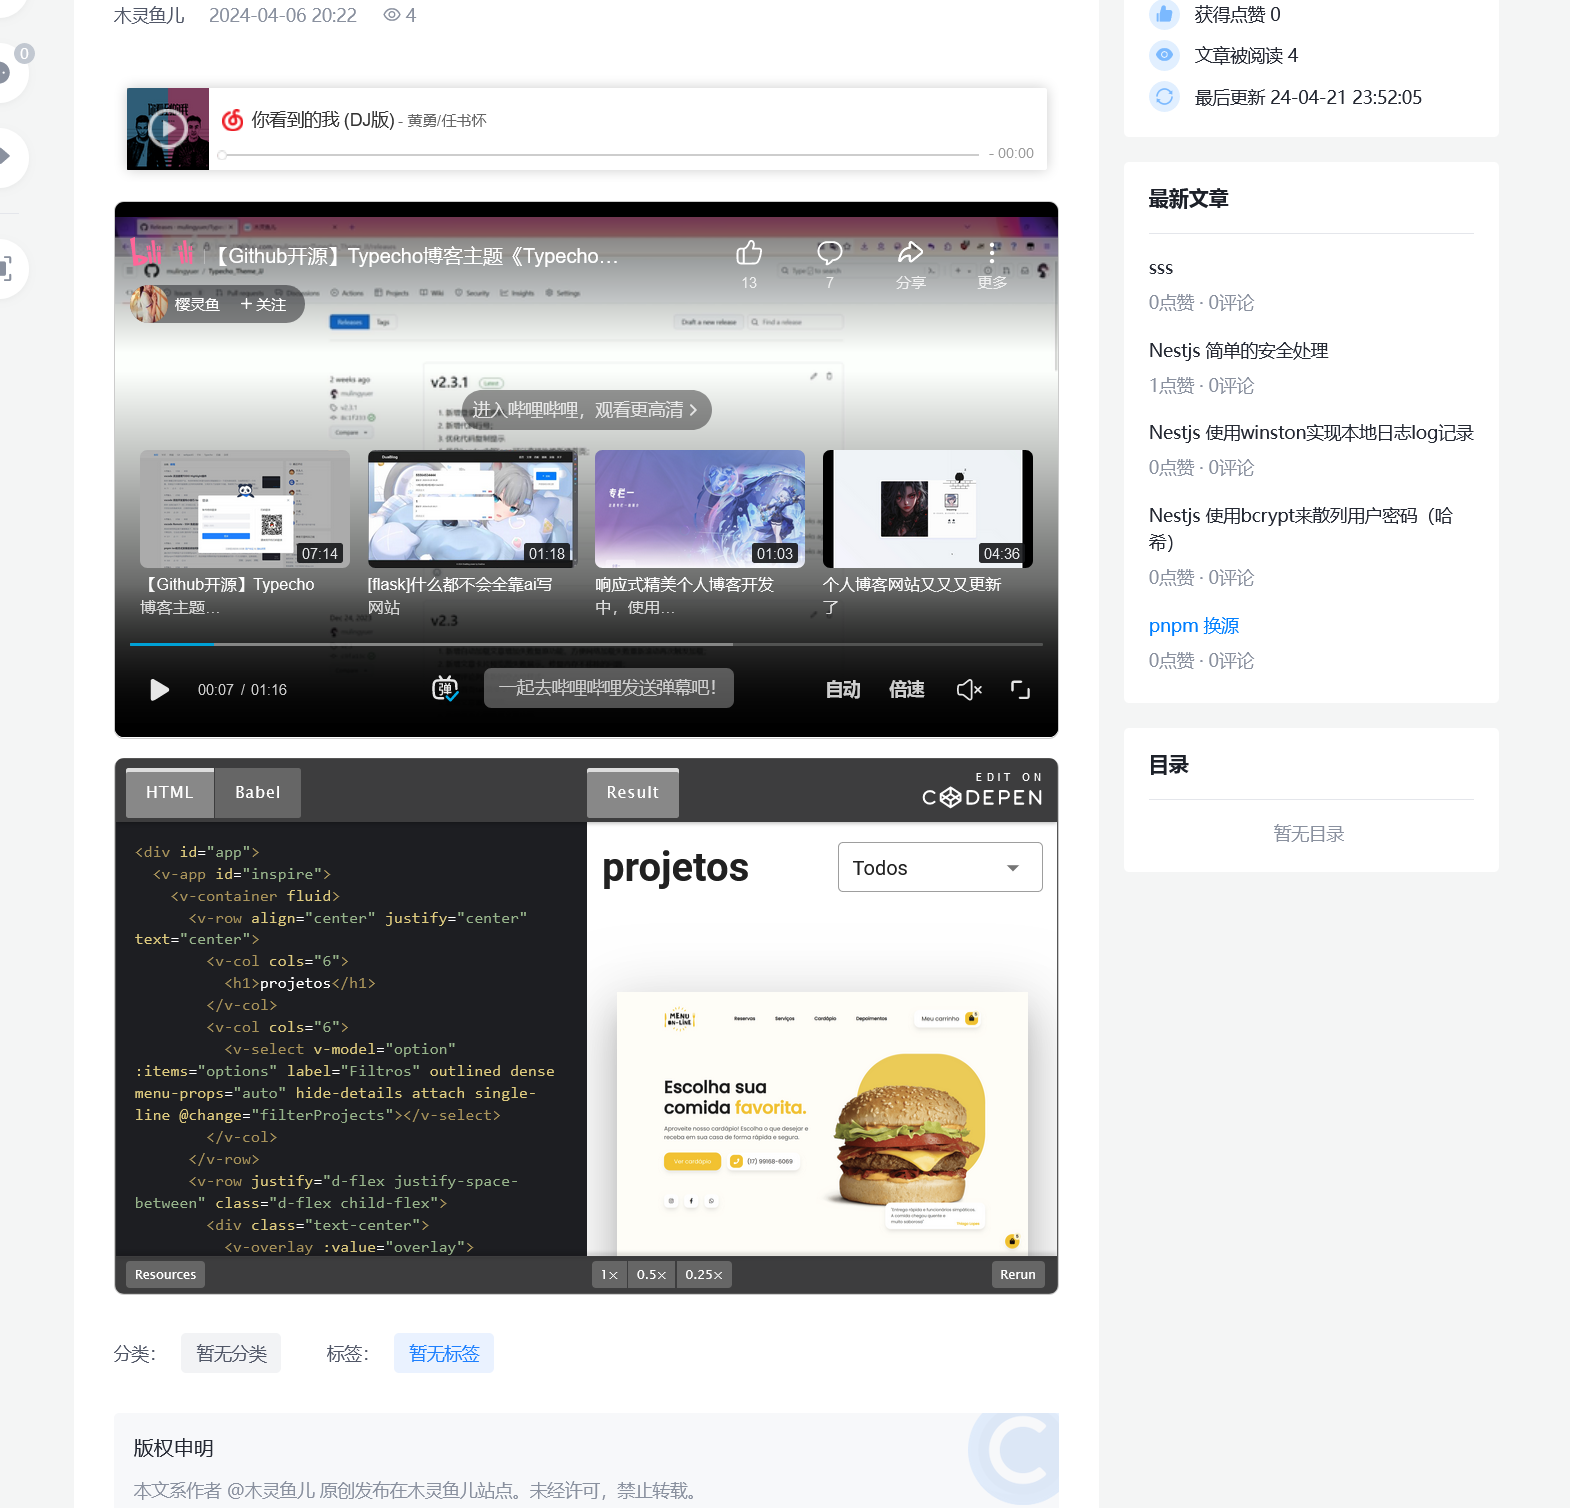 木灵鱼儿 2024-04-06 20:22 4
0
你看到的我 (DJ版) - 黄勇/任书怀
- 00:00
【Github开源】Typecho博客主题《Typecho...
13
7
分享
更多
樱灵鱼 + 关注
Releases Tags
Draft a new release
Find a release
2 weeks ago
v2.3.1
进入哔哩哔哩，观看更高清 >
07:14
01:18
专栏一
01:03
04:36
【Github开源】Typecho
博客主题...
[flask]什么都不会全靠ai写
网站
响应式精美个人博客开发
中，使用...
个人博客网站又又又更新
了
v2.3
00:07 / 01:16
弹
一起去哔哩哔哩发送弹幕吧！
自动
倍速
HTML Babel
Result
EDIT ON
CODEPEN
<div id="app">
<v-app id="inspire">
<v-container fluid>
<v-row align="center" justify="center"
text="center">
<v-col cols="6">
<h1>projetos</h1>
</v-col>
<v-col cols="6">
<v-select v-model="option"
:items="options" label="Filtros" outlined dense
menu-props="auto" hide-details attach single-
line @change="filterProjects"></v-select>
</v-col>
</v-row>
<v-row justify="d-flex justify-space-
between" class="d-flex child-flex">
<div class="text-center">
<v-overlay :value="overlay">
projetos
Todos
MENU
ON-LINE
Reservas Serviços Cardápio Depoimentos
Meu carrinho
Escolha sua
comida favorita.
Aproveite nosso cardápio! Escolha o que desejar e
receba em sua casa de forma rápida e segura.
Ver cardápio
(17) 99168-6069
Resources
1× 0.5× 0.25×
Rerun
分类：
暂无分类
标签：
暂无标签
版权申明
本文系作者 @木灵鱼儿 原创发布在木灵鱼儿站点。未经许可，禁止转载。
获得点赞 0
文章被阅读 4
最后更新 24-04-21 23:52:05
最新文章
sss
0点赞 · 0评论
Nestjs 简单的安全处理
1点赞 · 0评论
Nestjs 使用winston实现本地日志log记录
0点赞 · 0评论
Nestjs 使用bcrypt来散列用户密码（哈
希）
0点赞 · 0评论
pnpm 换源
0点赞 · 0评论
目录
暂无目录